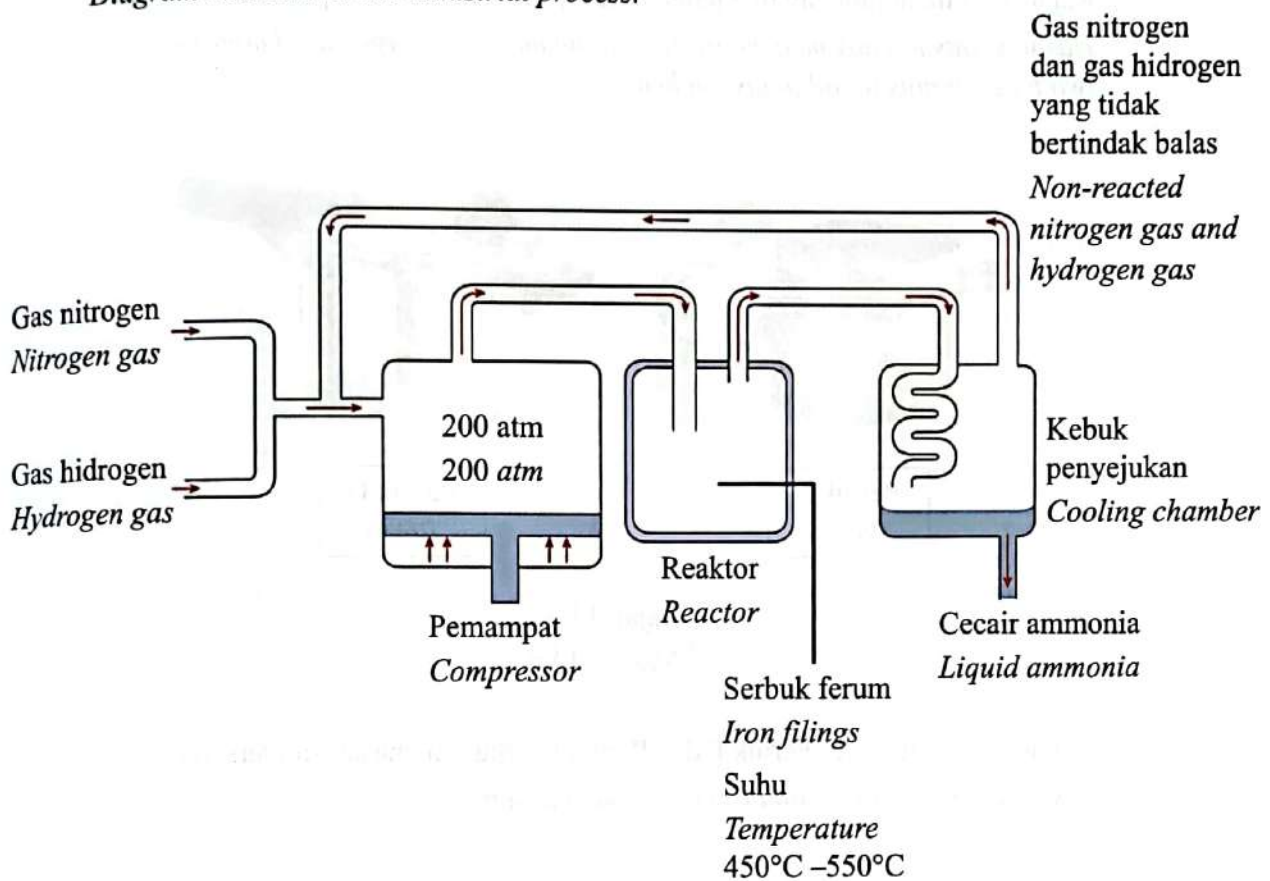 Gas nitrogen
dan gas hidrogen
yang tidak
bertindak balas
Non-reacted
nitrogen gas and
hydrogen gas
Gas nitrogen
Nitrogen gas
Gas hidrogen
Hydrogen gas
200 atm
200 atm
Pemampat
Compressor
Reaktor
Reactor
Serbuk ferum
Iron filings
Suhu
Temperature
450°C –550°C
Kebuk
penyejukan
Cooling chamber
Cecair ammonia
Liquid ammonia